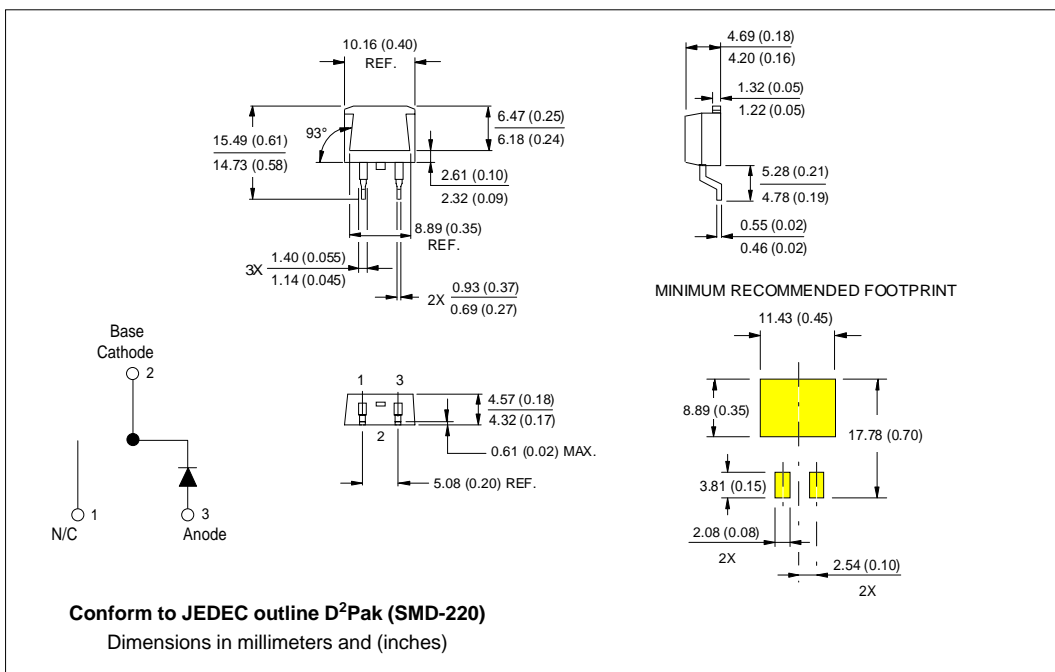 10.16 (0.40)
REF.
4.69 (0.18)
4.20 (0.16)
1.32 (0.05)
1.22 (0.05)
6.47 (0.25)
6.18 (0.24)
93°
15.49 (0.61)
14.73 (0.58)
2.61 (0.10)
2.32 (0.09)
5.28 (0.21)
4.78 (0.19)
8.89 (0.35)
REF.
0.55 (0.02)
0.46 (0.02)
3X 1.40 (0.055)
1.14 (0.045)
2X 0.93 (0.37)
0.69 (0.27)
MINIMUM RECOMMENDED FOOTPRINT
11.43 (0.45)
8.89 (0.35)
17.78 (0.70)
3.81 (0.15)
2.08 (0.08)
2X
2.54 (0.10)
2X
Base
Cathode
2
1
N/C
3
Anode
1 3
2
4.57 (0.18)
4.32 (0.17)
0.61 (0.02) MAX.
5.08 (0.20) REF.
Conform to JEDEC outline D²Pak (SMD-220)
Dimensions in millimeters and (inches)